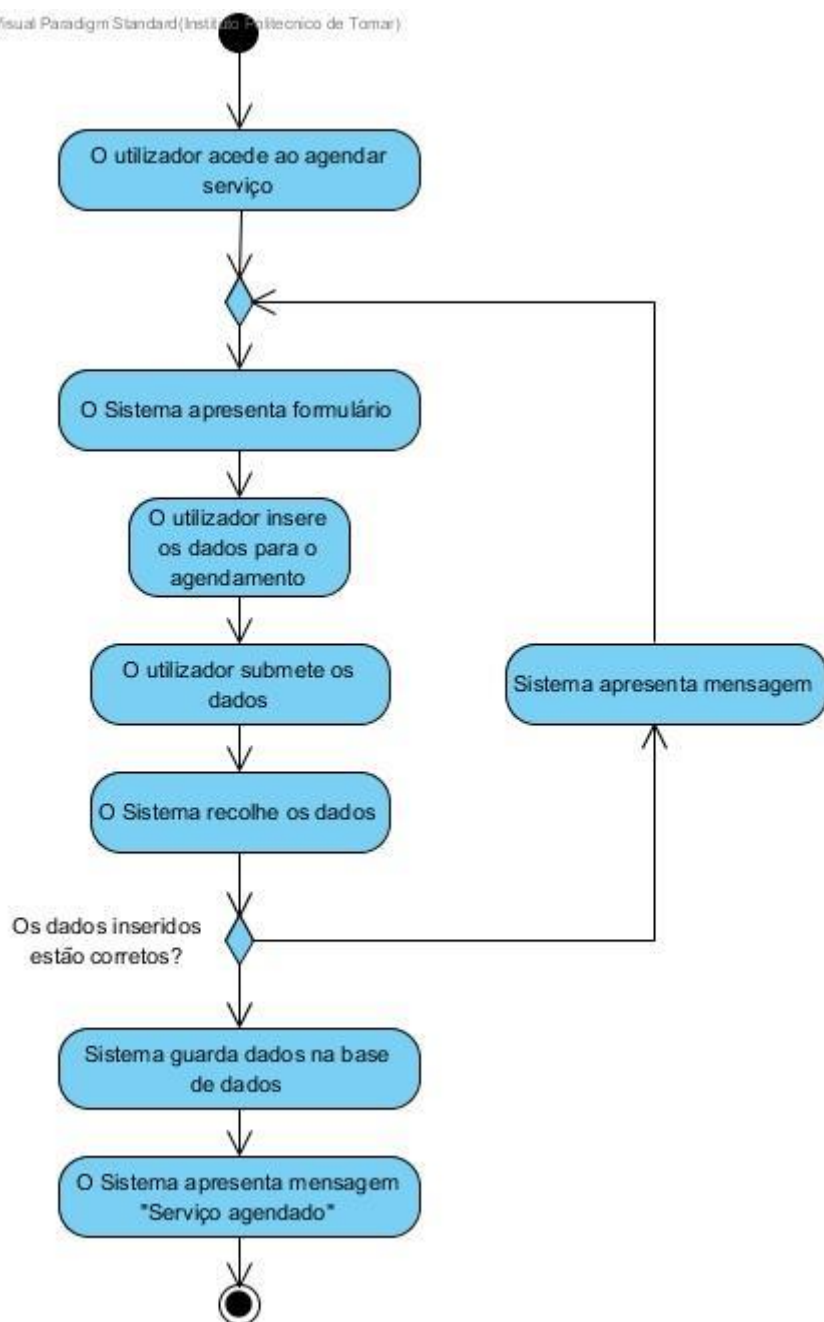 Visual Paradigm Standard(Instituto Politecnico de Tomar)
O utilizador acede ao agendar
serviço
O Sistema apresenta formulário
O utilizador insere
os dados para o
agendamento
O utilizador submete os
dados
Sistema apresenta mensagem
O Sistema recolhe os dados
Os dados inseridos
estão corretos?
Sistema guarda dados na base
de dados
O Sistema apresenta mensagem
"Serviço agendado"